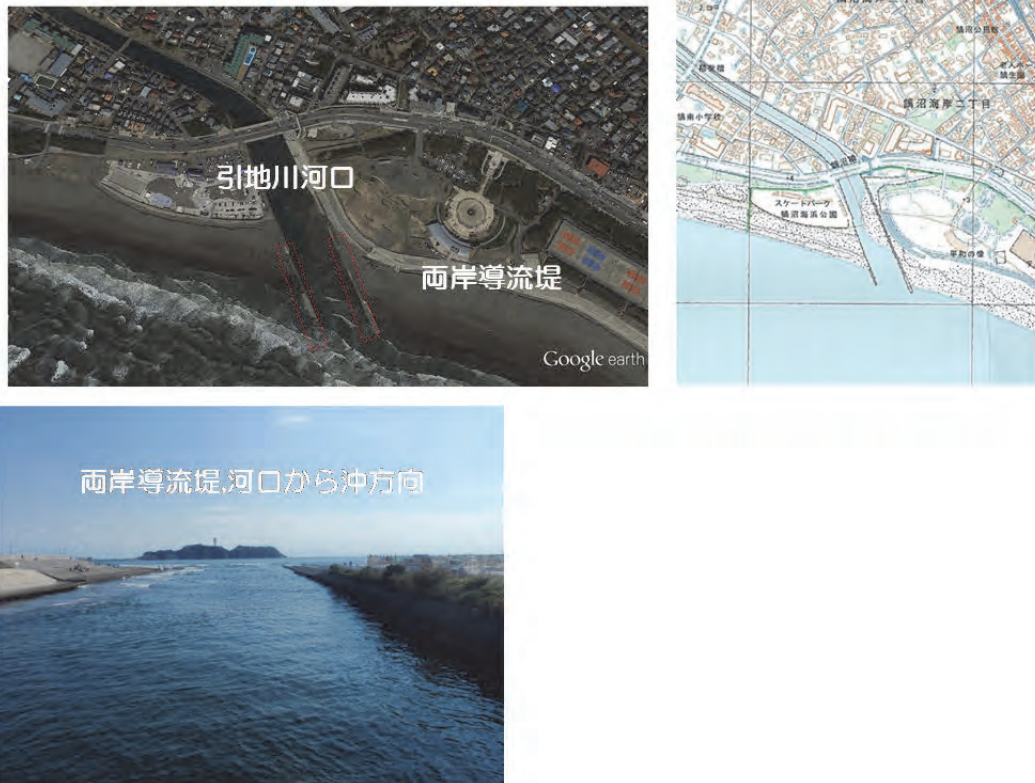 引地川河口
両岸導流堤
Google earth
鵠沼海岸二丁目
スケートパーク
鵠沼海浜公園
平和の像
両岸導流堤,河口から沖方向